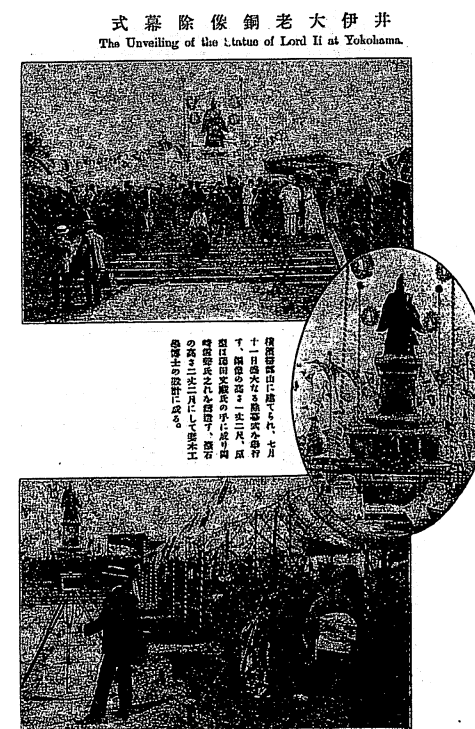 井伊大老銅像除幕式
The Unveiling of the Statue of Lord Ii at Yokohama.
横濱掃部山に建てられ、七月
十一日盛大なる除幕式を擧行
す、銅像の高さ一丈二尺、原
型は藤田文藏氏の手に成り岡
崎雪聲氏之れを鑄造す、臺石
の高さ二丈二尺にして妻木工
學博士の設計に成る。